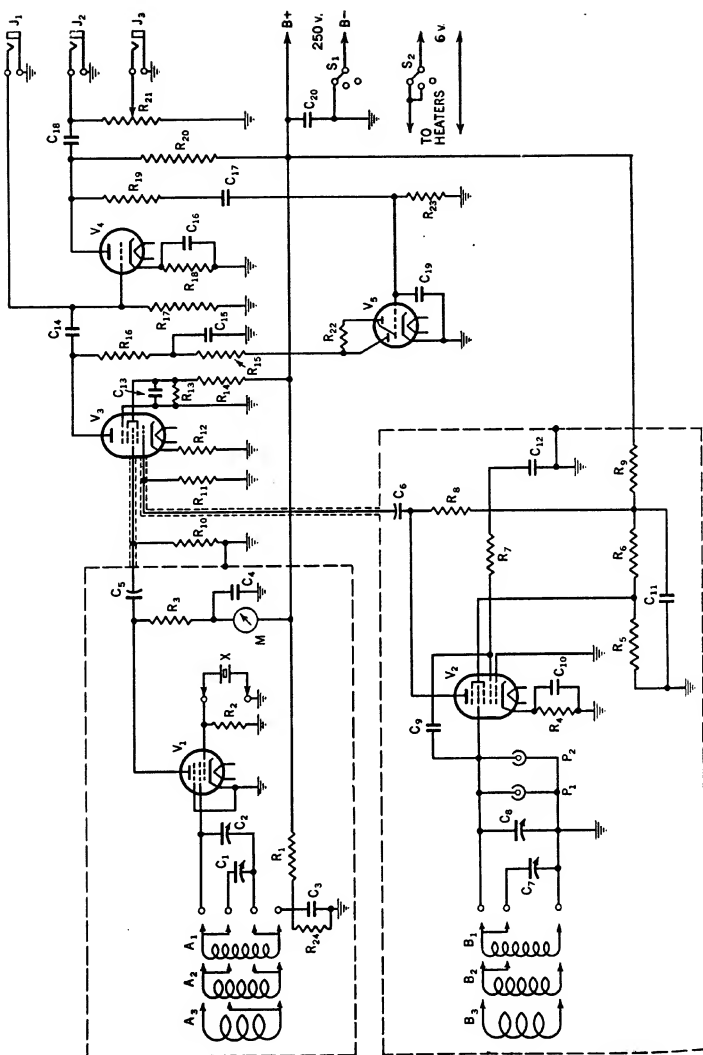 J1
J2
J3
B+
250 v.
B-
S1
S2
6 v.
TO
HEATERS
C18
R21
C20
R20
R19
C17
R23
V4
C16
R18
C14
R17
C15
R16
R15
R22
V5
C19
V3
C13
R13
R14
R12
R11
R10
C5
R3
C4
M
X
V1
R2
C2
C1
R1
C3
R24
A1
A2
A3
C6
R8
R9
C12
R7
R6
R5
C11
V2
C9
C10
R4
P2
P1
C8
C7
B1
B2
B3